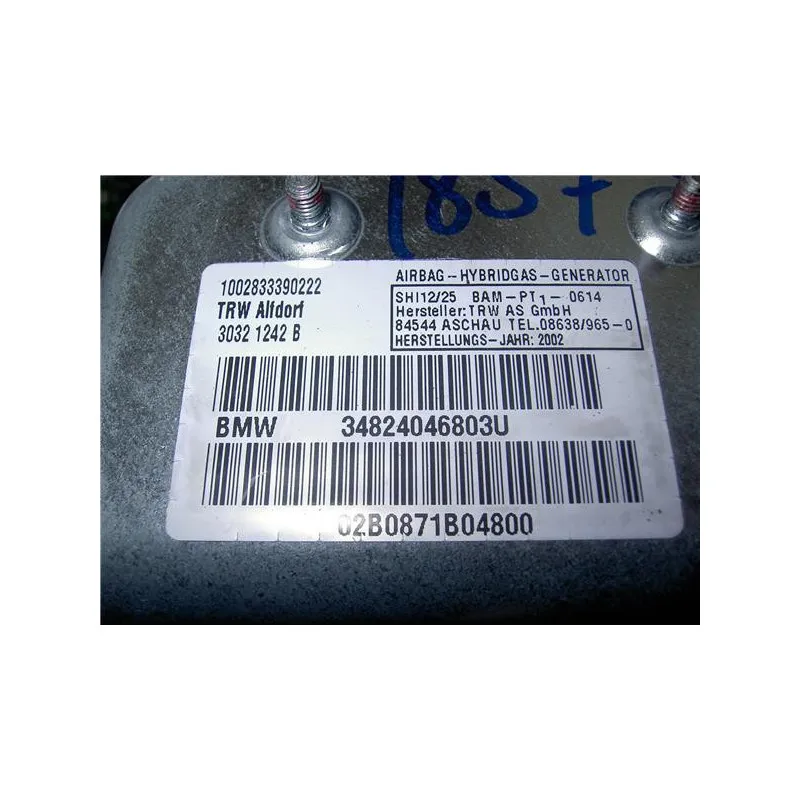 1857
1002833390222
TRW Alfdorf
3032 1242 B
AIRBAG-HYBRIDGAS-GENERATOR
SHI12/25 BAM-PT1-0614
Hersteller:TRW AS GmbH
84544 ASCHAU TEL.08638/965-0
HERSTELLUNGS-JAHR: 2002
BMW 34824046803U
02B0871B04800